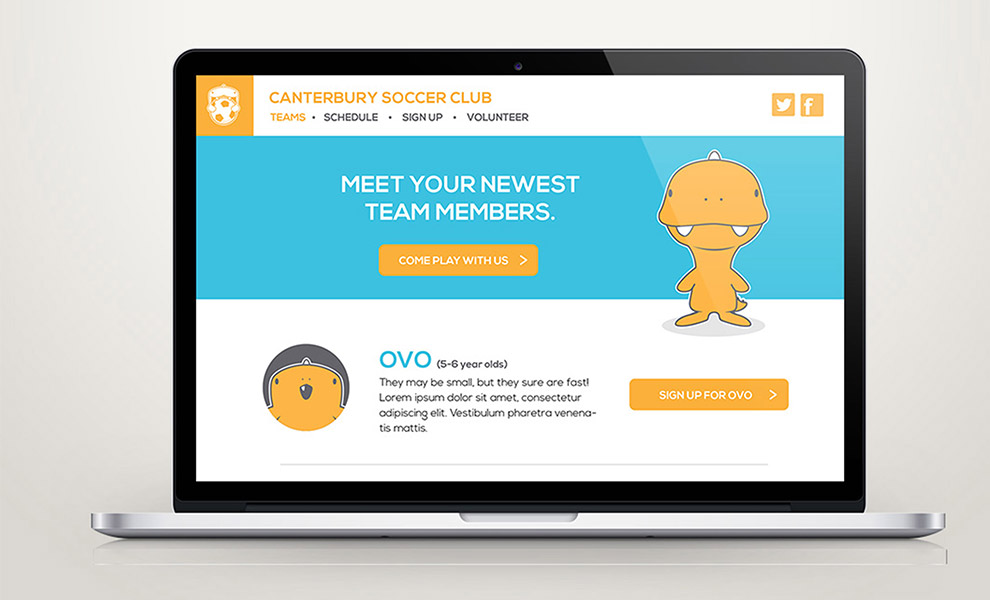 CANTERBURY SOCCER CLUB
TEAMS • SCHEDULE • SIGN UP • VOLUNTEER
MEET YOUR NEWEST
TEAM MEMBERS.
COME PLAY WITH US >
OVO (5-6 year olds)
They may be small, but they sure are fast!
Lorem ipsum dolor sit amet, consectetur
adipiscing elit. Vestibulum pharetra venena-
tis mattis.
SIGN UP FOR OVO >